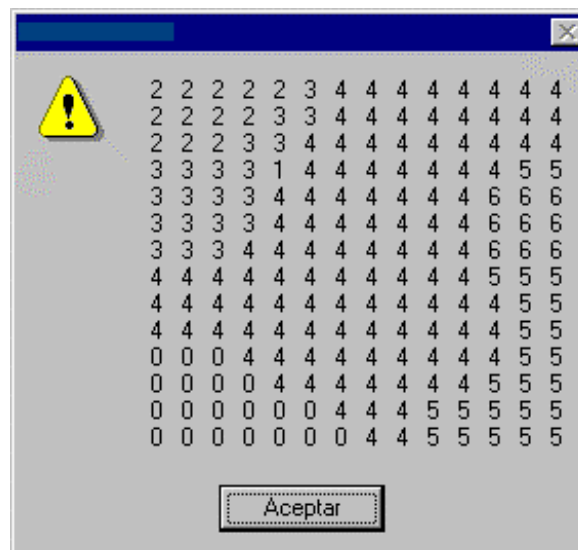 2 2 2 2 2 3 4 4 4 4 4 4 4 4
2 2 2 2 3 3 4 4 4 4 4 4 4 4
2 2 2 3 3 4 4 4 4 4 4 4 4 4
3 3 3 3 1 4 4 4 4 4 4 4 5 5
3 3 3 3 4 4 4 4 4 4 4 6 6 6
3 3 3 3 4 4 4 4 4 4 4 6 6 6
3 3 3 4 4 4 4 4 4 4 4 6 6 6
4 4 4 4 4 4 4 4 4 4 4 5 5 5
4 4 4 4 4 4 4 4 4 4 4 4 5 5
4 4 4 4 4 4 4 4 4 4 4 4 5 5
0 0 0 4 4 4 4 4 4 4 4 4 5 5
0 0 0 0 4 4 4 4 4 4 4 5 5 5
0 0 0 0 0 0 4 4 4 5 5 5 5 5
0 0 0 0 0 0 0 4 4 5 5 5 5 5
Aceptar